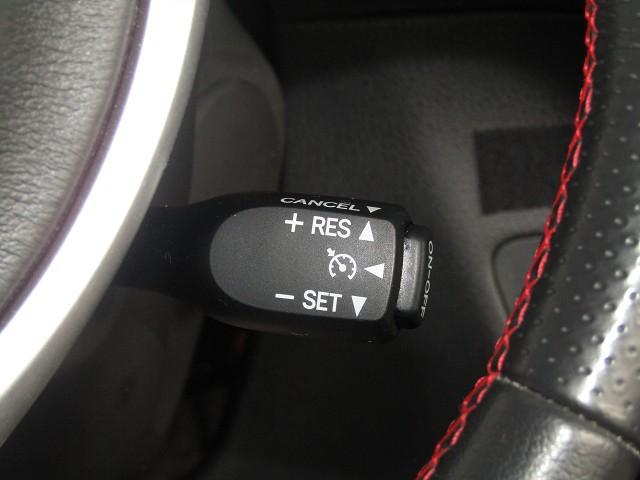 CANCEL ▼
+ RES ▲
◀
− SET ▼
ON-OFF